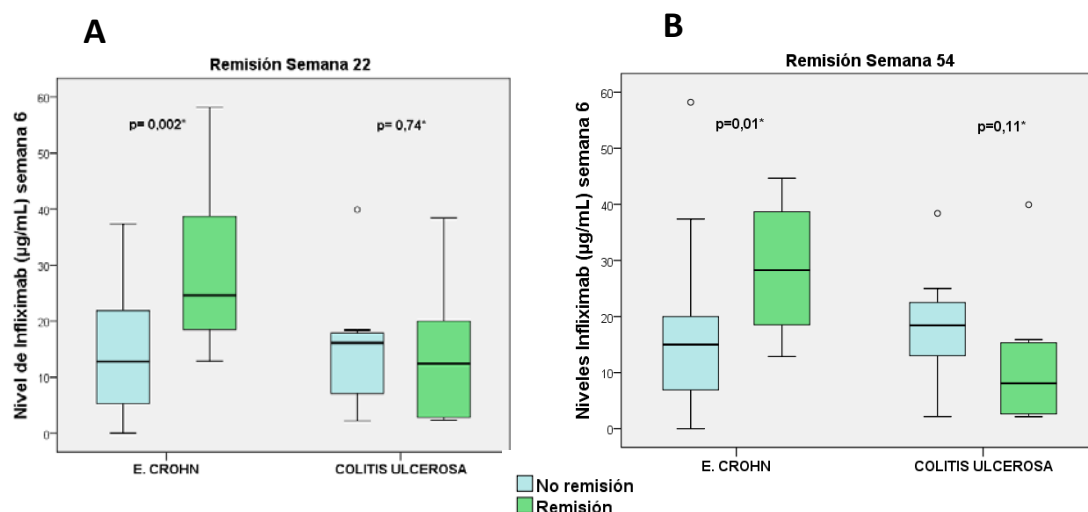 A
Remisión Semana 22
Nivel de Infliximab (µg/mL) semana 6
60
50
40
30
20
10
0
p= 0,002*
p= 0,74*
E. CROHN
COLITIS ULCEROSA
B
Remisión Semana 54
Niveles Infliximab (µg/mL) semana 6
60
50
40
30
20
10
0
p=0,01*
p=0,11*
E. CROHN
COLITIS ULCEROSA
No remisión
Remisión